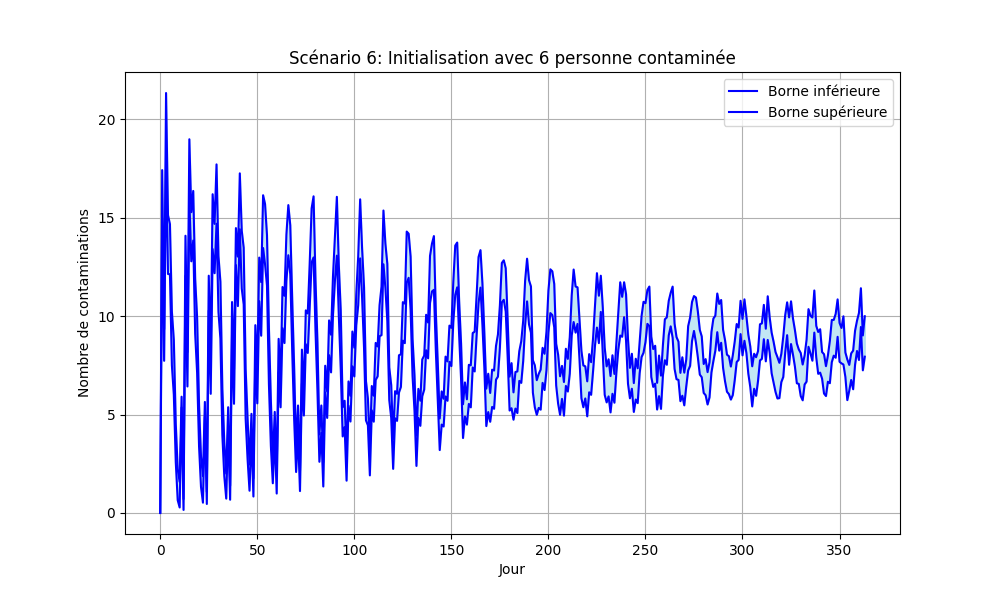 Scénario 6: Initialisation avec 6 personne contaminée
Borne inférieure
Borne supérieure
Nombre de contaminations
20
15
10
5
0
0 50 100 150 200 250 300 350
Jour